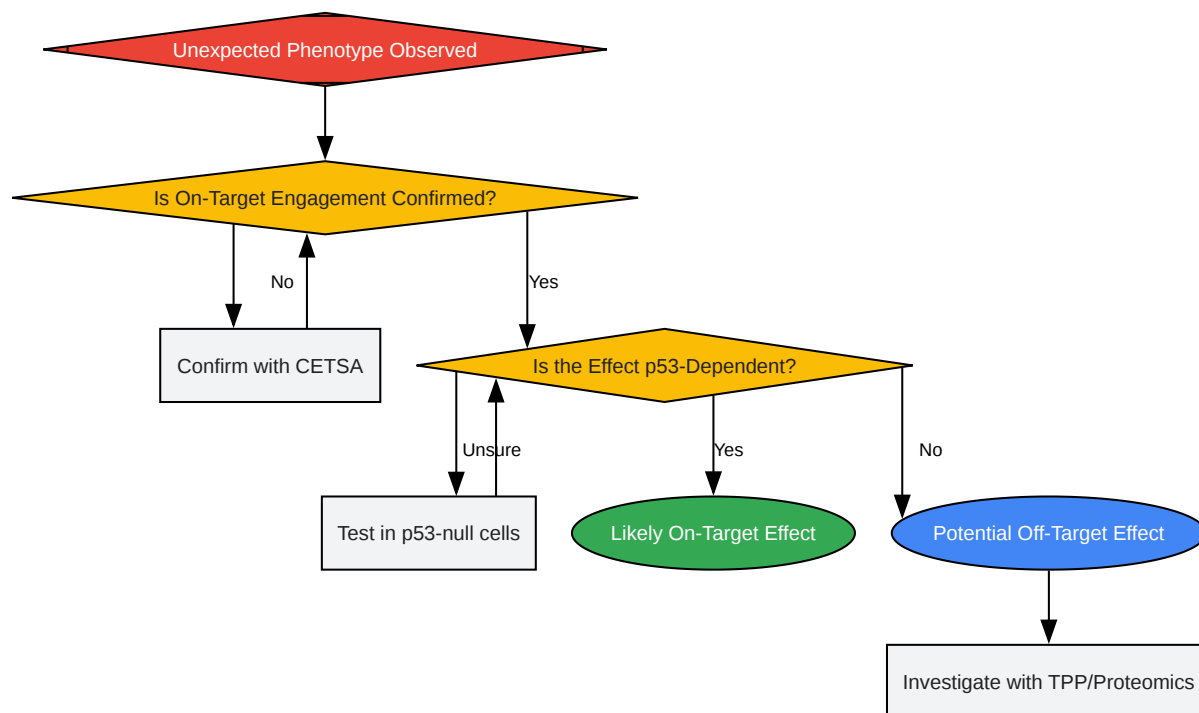 Unexpected Phenotype Observed
Is On-Target Engagement Confirmed?
No
Yes
Confirm with CETSA
Is the Effect p53-Dependent?
Unsure
Yes
No
Test in p53-null cells
Likely On-Target Effect
Potential Off-Target Effect
Investigate with TPP/Proteomics